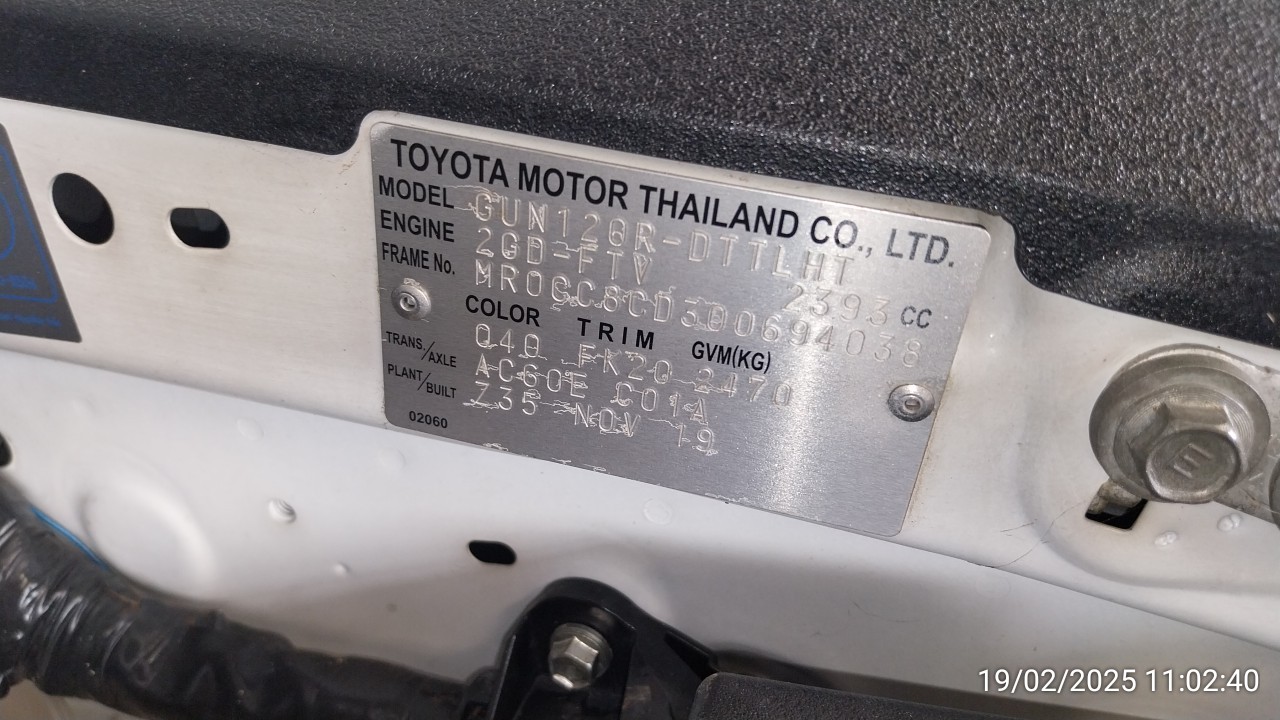 TOYOTA MOTOR THAILAND CO., LTD.
MODEL GUN120R-DTTLHT
ENGINE 2GD-FTV 2393 CC
FRAME No. MR0CC8CD300694038
COLOR TRIM GVM(KG)
040 FK20 2470
TRANS./AXLE AC60E C01A
PLANT/BUILT Z35 NOV 19
02060
19/02/2025 11:02:40